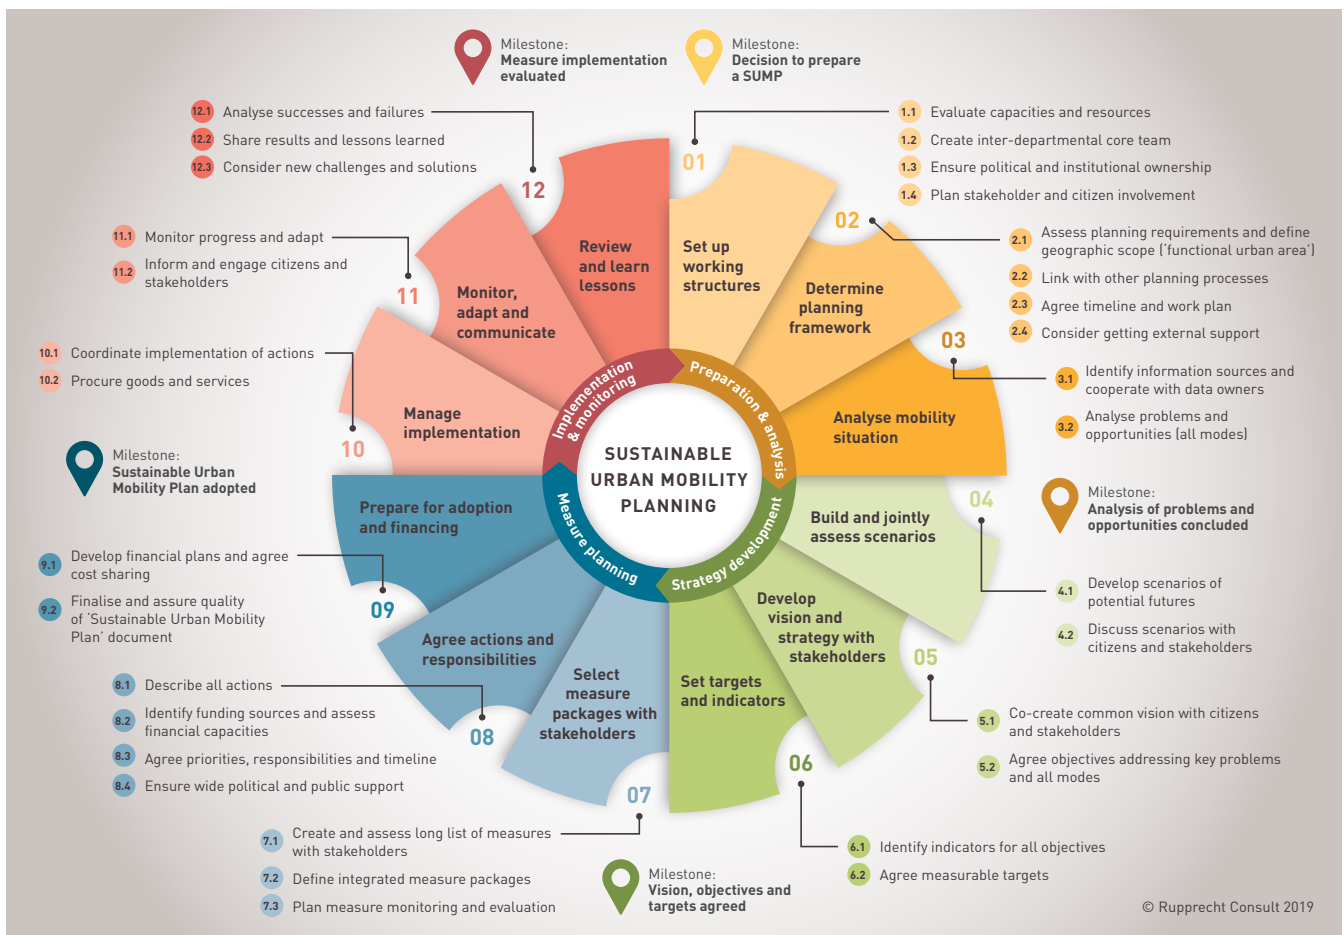 Milestone:
Measure implementation
evaluated
Milestone:
Decision to prepare
a SUMP
SUSTAINABLE
URBAN MOBILITY
PLANNING
Preparation & analysis
Strategy development
Measure planning
Implementation
& monitoring
01
Set up
working
structures
1.1 Evaluate capacities and resources
1.2 Create inter-departmental core team
1.3 Ensure political and institutional ownership
1.4 Plan stakeholder and citizen involvement
02
Determine
planning
framework
2.1 Assess planning requirements and define
geographic scope (‘functional urban area’)
2.2 Link with other planning processes
2.3 Agree timeline and work plan
2.4 Consider getting external support
03
Analyse mobility
situation
3.1 Identify information sources and
cooperate with data owners
3.2 Analyse problems and
opportunities (all modes)
Milestone:
Analysis of problems and
opportunities concluded
04
Build and jointly
assess scenarios
4.1 Develop scenarios of
potential futures
4.2 Discuss scenarios with
citizens and stakeholders
05
Develop
vision and
strategy with
stakeholders
5.1 Co-create common vision with citizens
and stakeholders
5.2 Agree objectives addressing key problems
and all modes
06
Set targets
and indicators
6.1 Identify indicators for all objectives
6.2 Agree measurable targets
Milestone:
Vision, objectives and
targets agreed
07
Select
measure
packages with
stakeholders
7.1 Create and assess long list of measures
with stakeholders
7.2 Define integrated measure packages
7.3 Plan measure monitoring and evaluation
08
Agree actions and
responsibilities
8.1 Describe all actions
8.2 Identify funding sources and assess
financial capacities
8.3 Agree priorities, responsibilities and timeline
8.4 Ensure wide political and public support
09
Prepare for adoption
and financing
9.1 Develop financial plans and agree
cost sharing
9.2 Finalise and assure quality
of ‘Sustainable Urban Mobility
Plan’ document
Milestone:
Sustainable Urban
Mobility Plan adopted
10
Manage
implementation
10.1 Coordinate implementation of actions
10.2 Procure goods and services
11
Monitor,
adapt and
communicate
11.1 Monitor progress and adapt
11.2 Inform and engage citizens and
stakeholders
12
Review
and learn
lessons
12.1 Analyse successes and failures
12.2 Share results and lessons learned
12.3 Consider new challenges and solutions
© Rupprecht Consult 2019